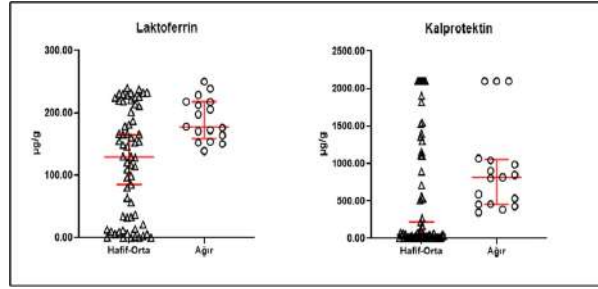 Laktoferrin
300.00
200.00
100.00
0.00
µg/g
Hafif-Orta
Ağır
Kalprotektin
2500.00
2000.00
1500.00
1000.00
500.00
0.00
µg/g
Hafif-Orta
Ağır